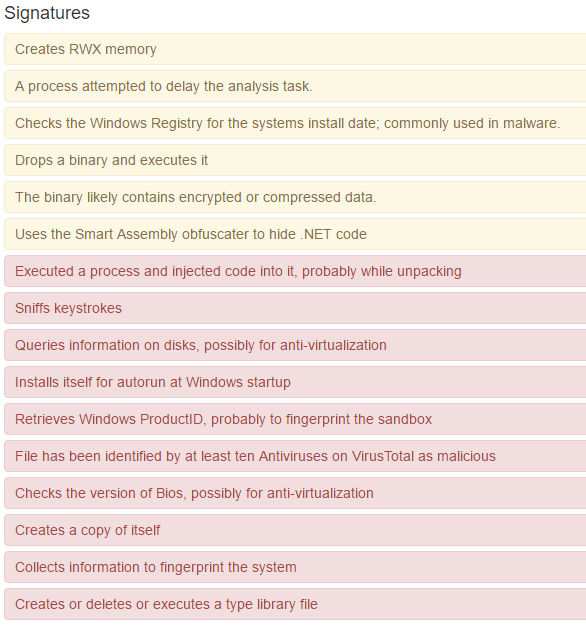 Signatures
Creates RWX memory
A process attempted to delay the analysis task.
Checks the Windows Registry for the systems install date; commonly used in malware.
Drops a binary and executes it
The binary likely contains encrypted or compressed data.
Uses the Smart Assembly obfuscater to hide .NET code
Executed a process and injected code into it, probably while unpacking
Sniffs keystrokes
Queries information on disks, possibly for anti-virtualization
Installs itself for autorun at Windows startup
Retrieves Windows ProductID, probably to fingerprint the sandbox
File has been identified by at least ten Antiviruses on VirusTotal as malicious
Checks the version of Bios, possibly for anti-virtualization
Creates a copy of itself
Collects information to fingerprint the system
Creates or deletes or executes a type library file